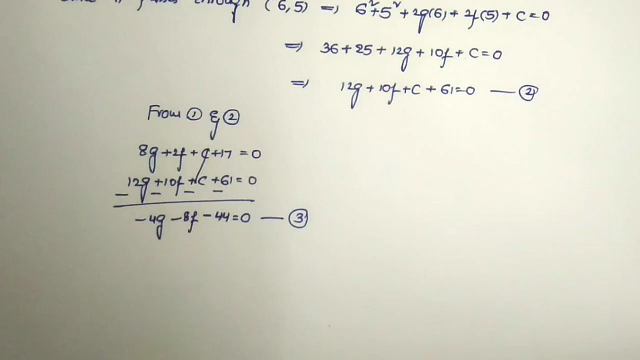 through (6,5) ⇒ 6²+5²+2g(6)+2f(5)+C=0
⇒ 36+25+12g+10f+C=0
⇒ 12g+10f+C+61=0 — ②
From ① & ②
8g+2f+C+17=0
12g+10f+C+61=0
− − − −
-4g-8f-44=0 — ③